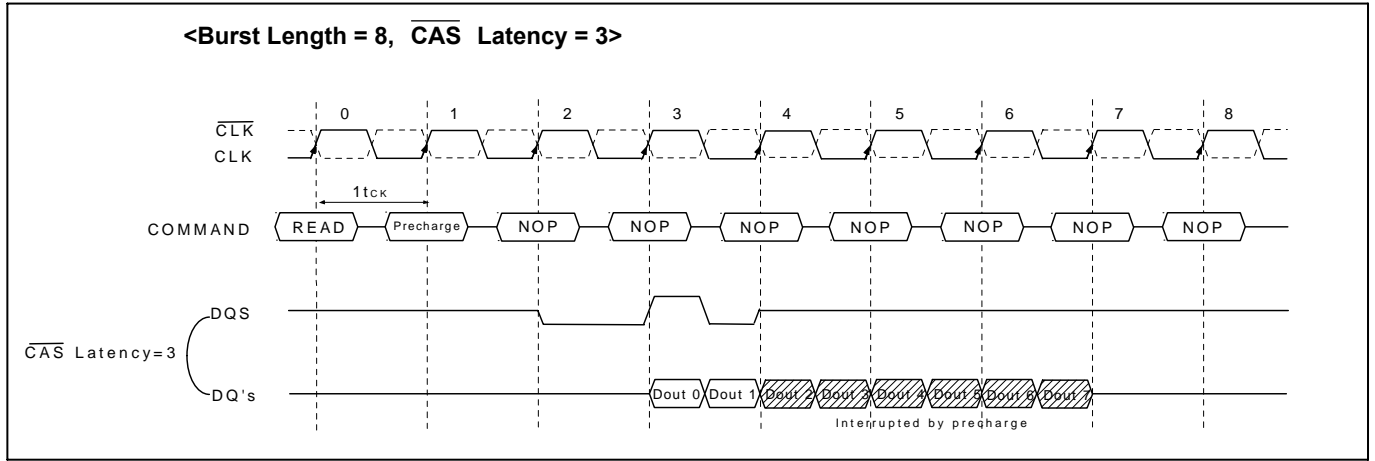 <Burst Length = 8, CAS Latency = 3>
0 1 2 3 4 5 6 7 8
CLK
CLK
1tCK
COMMAND READ Precharge NOP NOP NOP NOP NOP NOP NOP
DQS
CAS Latency=3
DQ's Dout 0 Dout 1 Dout 2 Dout 3 Dout 4 Dout 5 Dout 6 Dout 7
Interrupted by precharge